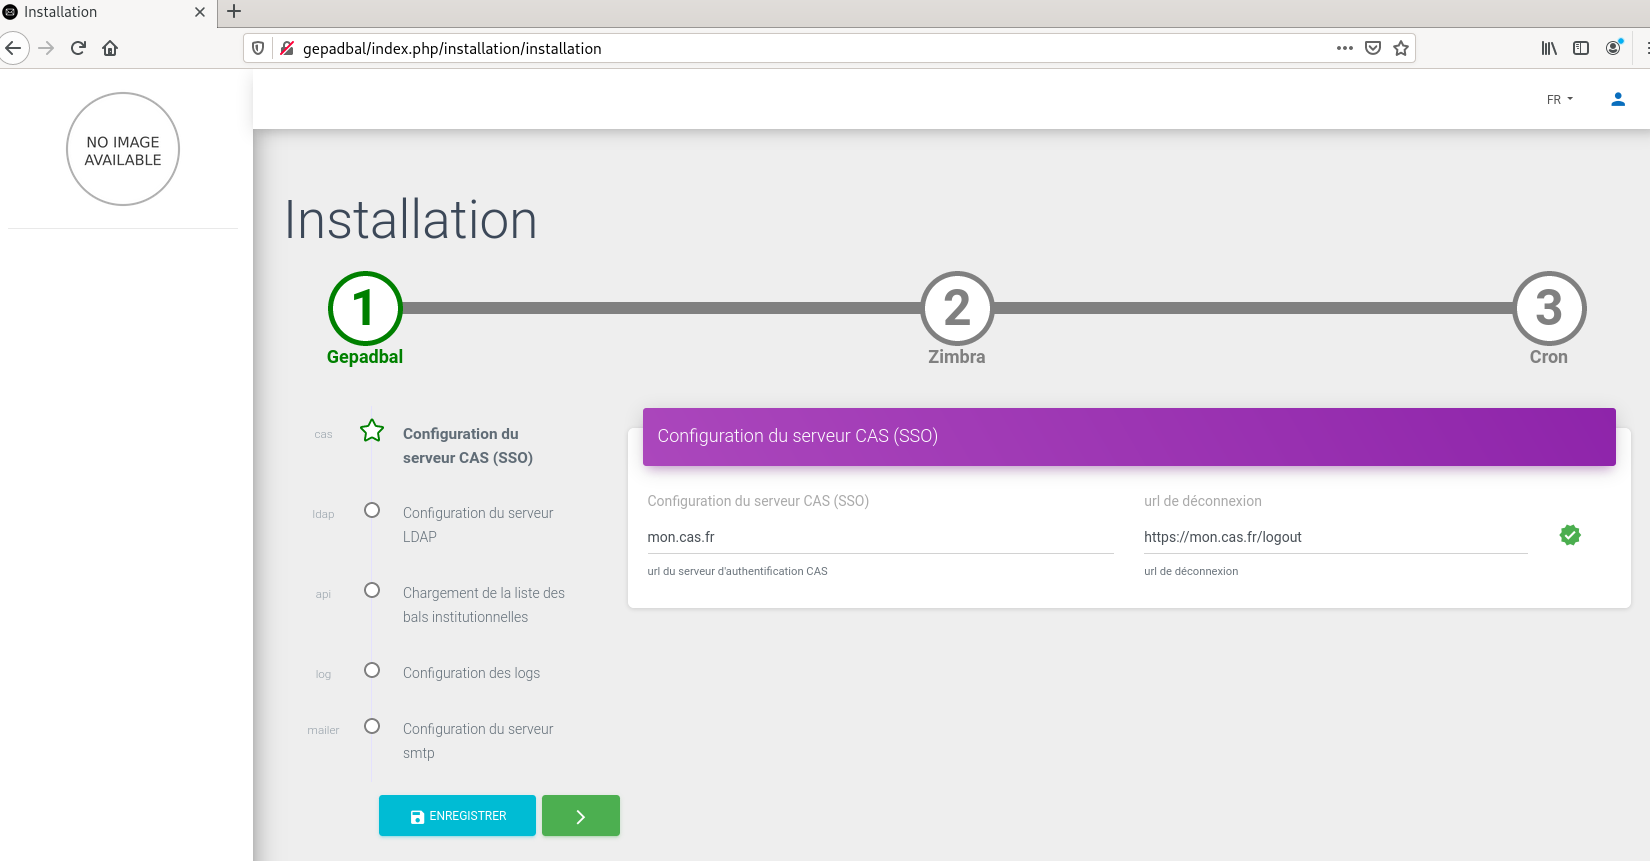 Installation
gepadbal/index.php/installation/installation
NO IMAGE
AVAILABLE
FR
Installation
1
2
3
Gepadbal
Zimbra
Cron
cas
Configuration du
serveur CAS (SSO)
ldap
Configuration du serveur
LDAP
api
Chargement de la liste des
bals institutionnelles
log
Configuration des logs
mailer
Configuration du serveur
smtp
ENREGISTRER
Configuration du serveur CAS (SSO)
Configuration du serveur CAS (SSO)
url de déconnexion
mon.cas.fr
https://mon.cas.fr/logout
url du serveur d'authentification CAS
url de déconnexion